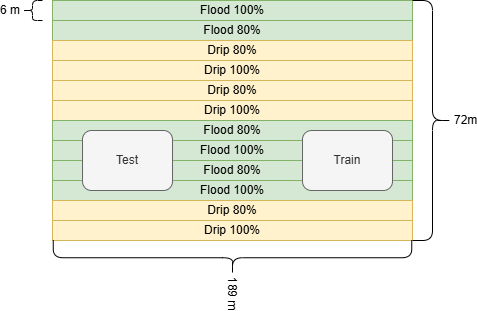 6 m
Flood 100%
Flood 80%
Drip 80%
Drip 100%
Drip 80%
Drip 100%
72m
Flood 80%
Flood 100%
Test
Train
Flood 80%
Flood 100%
Drip 80%
Drip 100%
189 m